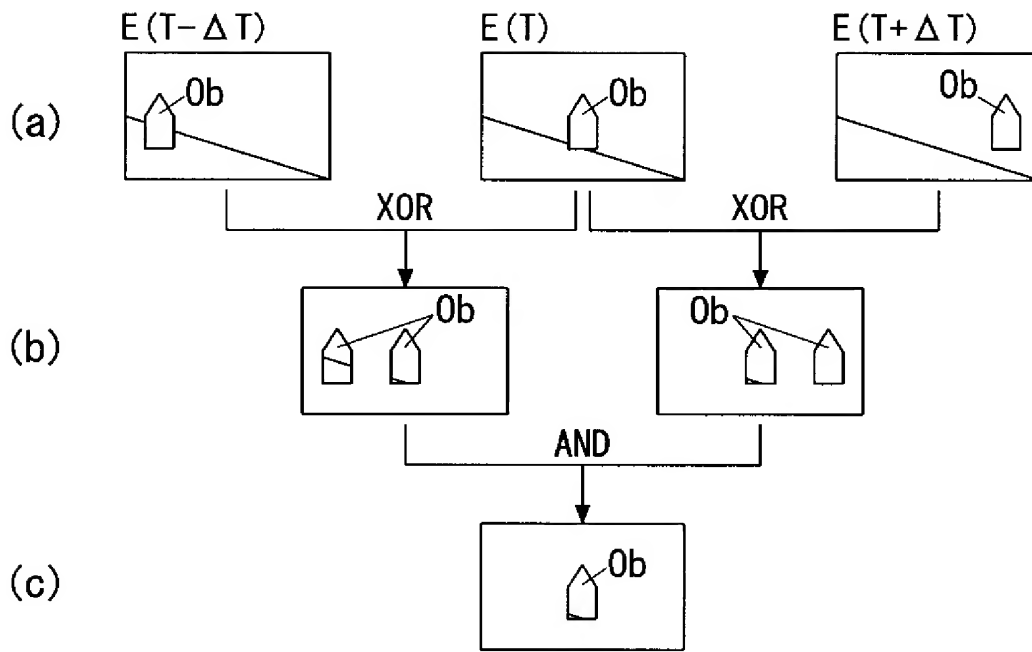 E(T-ΔT) E(T) E(T+ΔT)
(a) Ob Ob Ob
XOR XOR
(b) Ob Ob
AND
(c) Ob